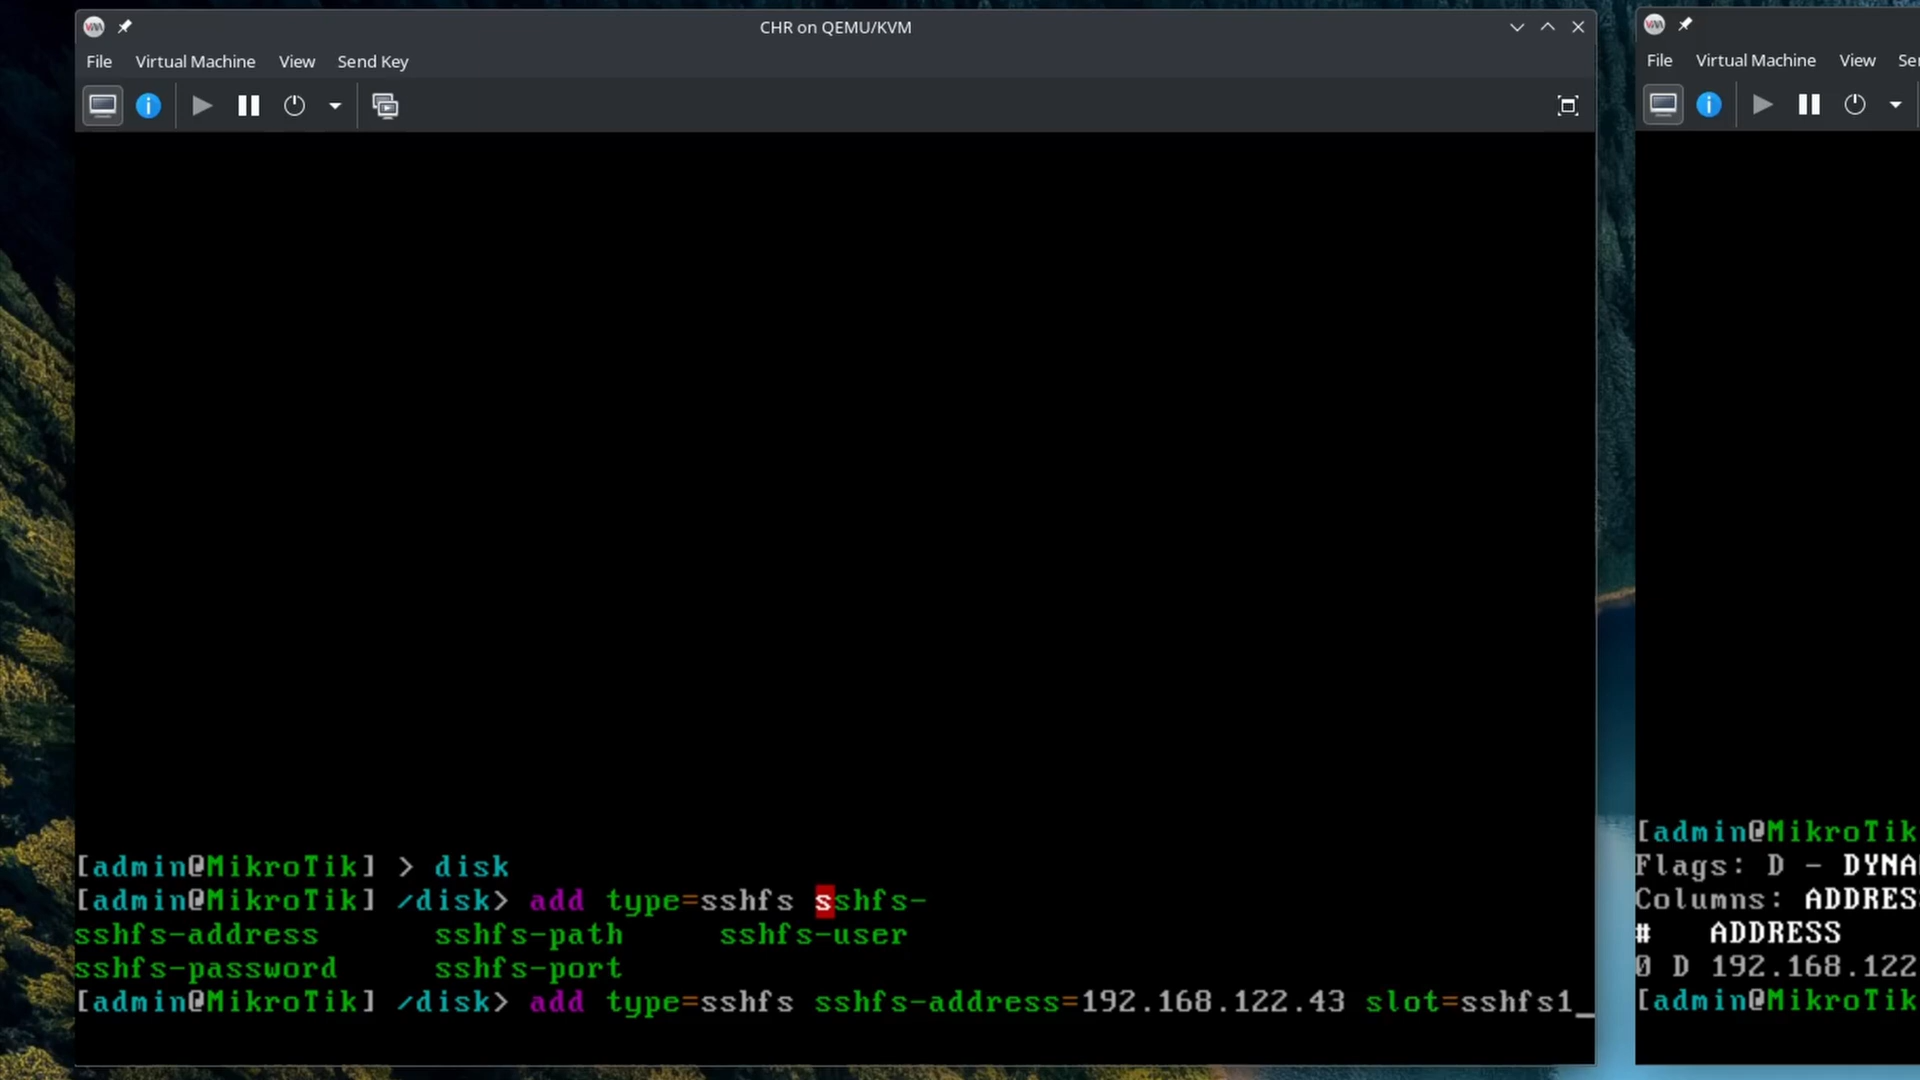 CHR on QEMU/KVM
File Virtual Machine View Send Key
[admin@MikroTik] > disk
[admin@MikroTik] /disk> add type=sshfs sshfs-
sshfs-address sshfs-path sshfs-user
sshfs-password sshfs-port
[admin@MikroTik] /disk> add type=sshfs sshfs-address=192.168.122.43 slot=sshfs1_
File Virtual Machine View Se
[admin@MikroTik
Flags: D - DYNA
Columns: ADDRES
# ADDRESS
0 D 192.168.122
[admin@MikroTik